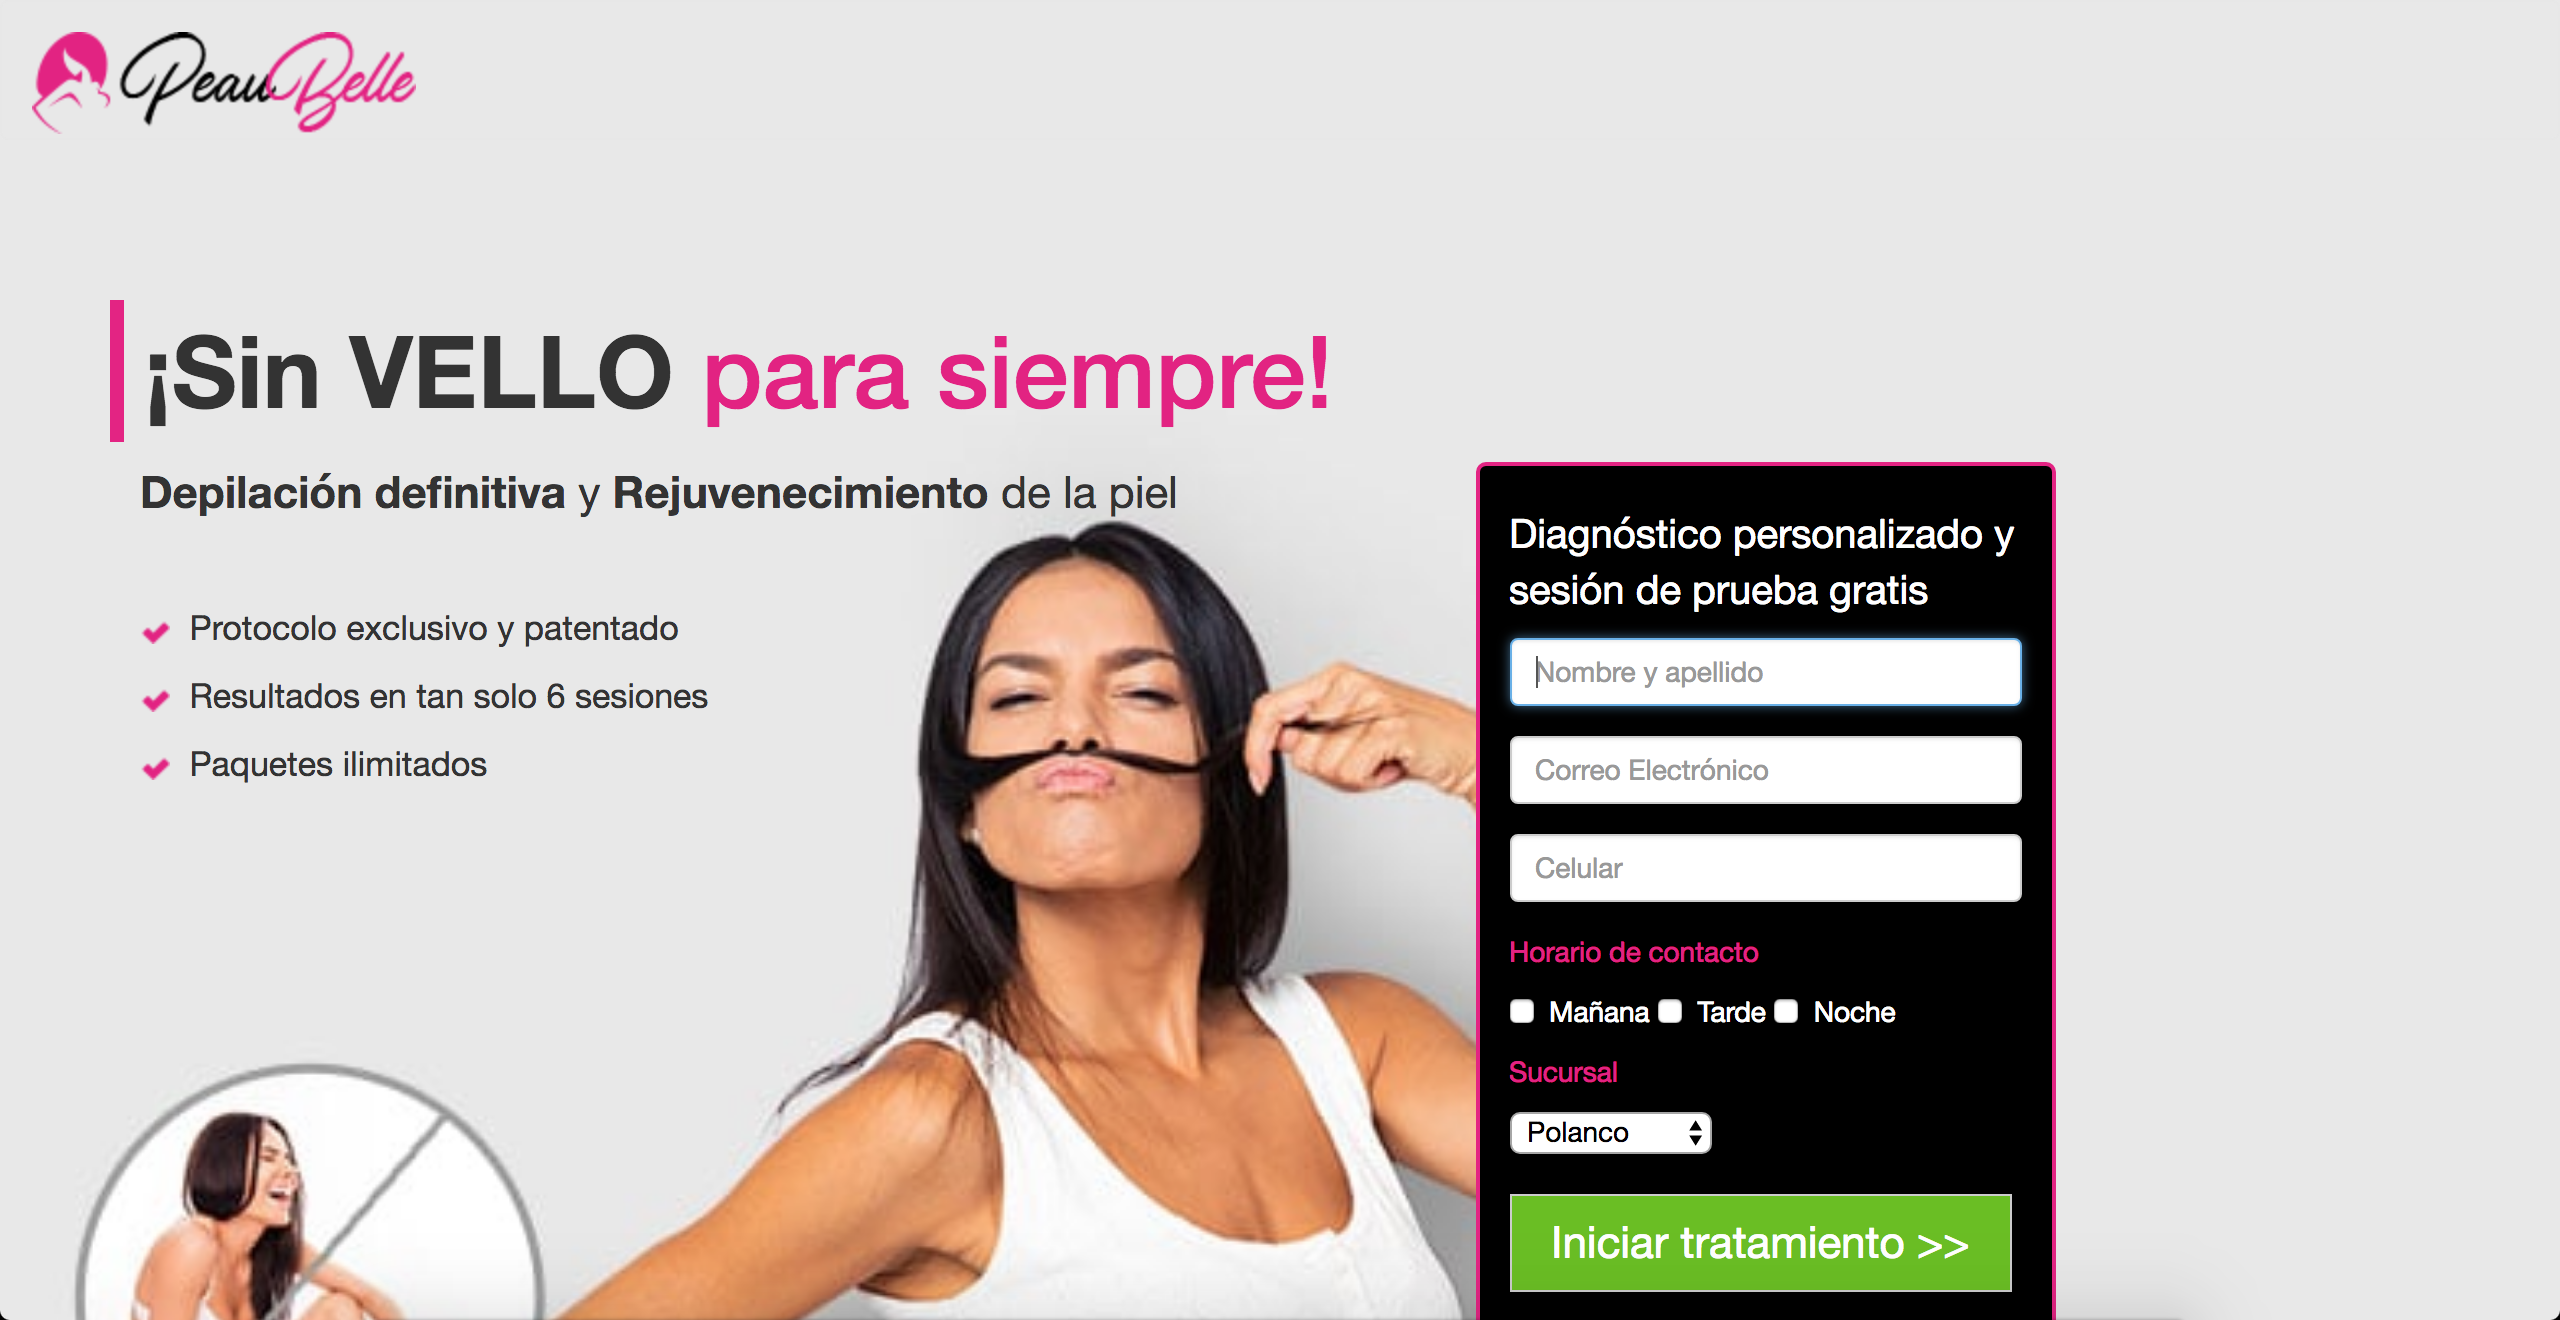 PeauBelle
¡Sin VELLO para siempre!
Depilación definitiva y Rejuvenecimiento de la piel
Protocolo exclusivo y patentado
Resultados en tan solo 6 sesiones
Paquetes ilimitados
Diagnóstico personalizado y
sesión de prueba gratis
Nombre y apellido
Correo Electrónico
Celular
Horario de contacto
Mañana Tarde Noche
Sucursal
Polanco
Iniciar tratamiento >>